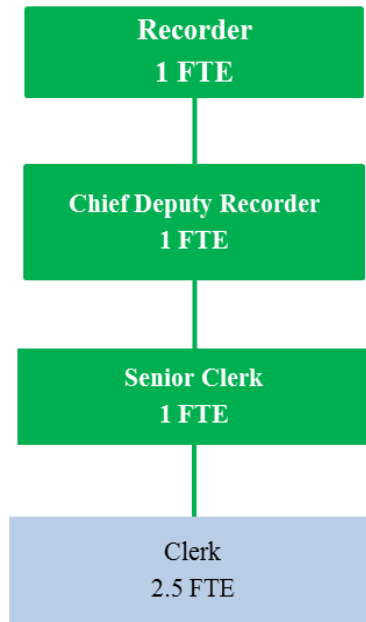 Recorder
1 FTE
Chief Deputy Recorder
1 FTE
Senior Clerk
1 FTE
Clerk
2.5 FTE